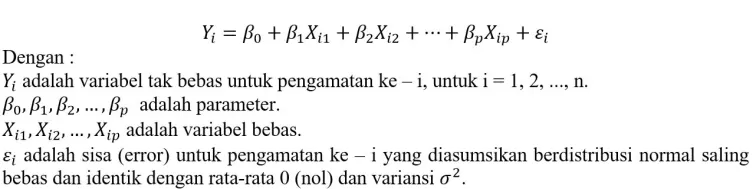 𝑌ᵢ = 𝛽₀ + 𝛽₁𝑋ᵢ₁ + 𝛽₂𝑋ᵢ₂ + ⋯ + 𝛽ₚ𝑋ᵢₚ + 𝜀ᵢ
Dengan :
𝑌ᵢ adalah variabel tak bebas untuk pengamatan ke – i, untuk i = 1, 2, ..., n.
𝛽₀, 𝛽₁, 𝛽₂, … , 𝛽ₚ adalah parameter.
𝑋ᵢ₁, 𝑋ᵢ₂, … , 𝑋ᵢₚ adalah variabel bebas.
𝜀ᵢ adalah sisa (error) untuk pengamatan ke – i yang diasumsikan berdistribusi normal saling
bebas dan identik dengan rata-rata 0 (nol) dan variansi 𝜎².